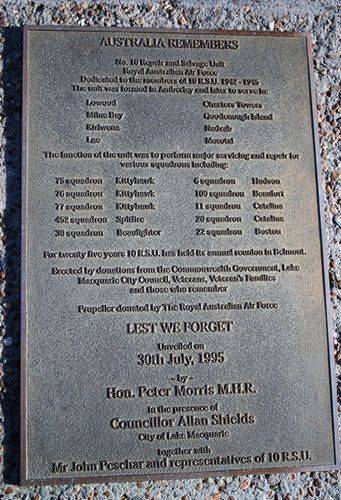 AUSTRALIA REMEMBERS
No. 10 Repair and Salvage Unit
Royal Australian Air Force
Dedicated to the members of 10 R.S.U. 1942 - 1945
The unit was formed in Amberley and later to serve in:
Lowood Charters Towers
Milne Bay Goodenough Island
Kiriwena Nadzab
Lae Morotai
The function of the unit was to perform major servicing and repair for
various squadrons including:
75 squadron Kittyhawk 6 squadron Hudson
76 squadron Kittyhawk 100 squadron Beaufort
77 squadron Kittyhawk 11 squadron Catalina
452 squadron Spitfire 20 squadron Catalina
30 squadron Beaufighter 22 squadron Boston
For twenty five years 10 R.S.U. has held its annual reunion in Belmont.
Erected by donations from the Commonwealth Government, Lake
Macquarie City Council, Veterans, Veteran's Families
and those who remember
Propeller donated by The Royal Australian Air Force
LEST WE FORGET
Unveiled on
30th July, 1995
~ by ~
Hon. Peter Morris M.H.R.
In the presence of
Councillor Allan Shields
City of Lake Macquarie
together with
Mr John Peschar and representatives of 10 R.S.U.